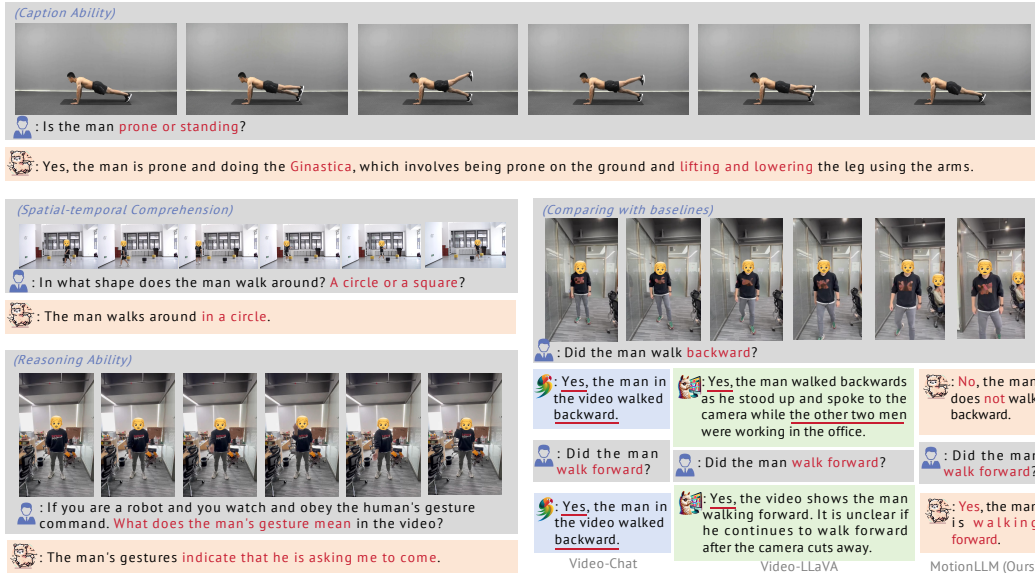 (Caption Ability)
: Is the man prone or standing?
: Yes, the man is prone and doing the Ginastica, which involves being prone on the ground and lifting and lowering the leg using the arms.
(Spatial-temporal Comprehension)
: In what shape does the man walk around? A circle or a square?
: The man walks around in a circle.
(Reasoning Ability)
: If you are a robot and you watch and obey the human's gesture
command. What does the man's gesture mean in the video?
: The man's gestures indicate that he is asking me to come.
(Comparing with baselines)
: Did the man walk backward?
: Yes, the man in
the video walked
backward.
: Did the man
walk forward?
: Yes, the man in
the video walked
backward.
Video-Chat
: Yes, the man walked backwards
as he stood up and spoke to the
camera while the other two men
were working in the office.
: Did the man walk forward?
: Yes, the video shows the man
walking forward. It is unclear if
he continues to walk forward
after the camera cuts away.
Video-LLaVA
: No, the man
does not walk
backward.
: Did the man
walk forward?
: Yes, the man
is walking
forward.
MotionLLM (Ours